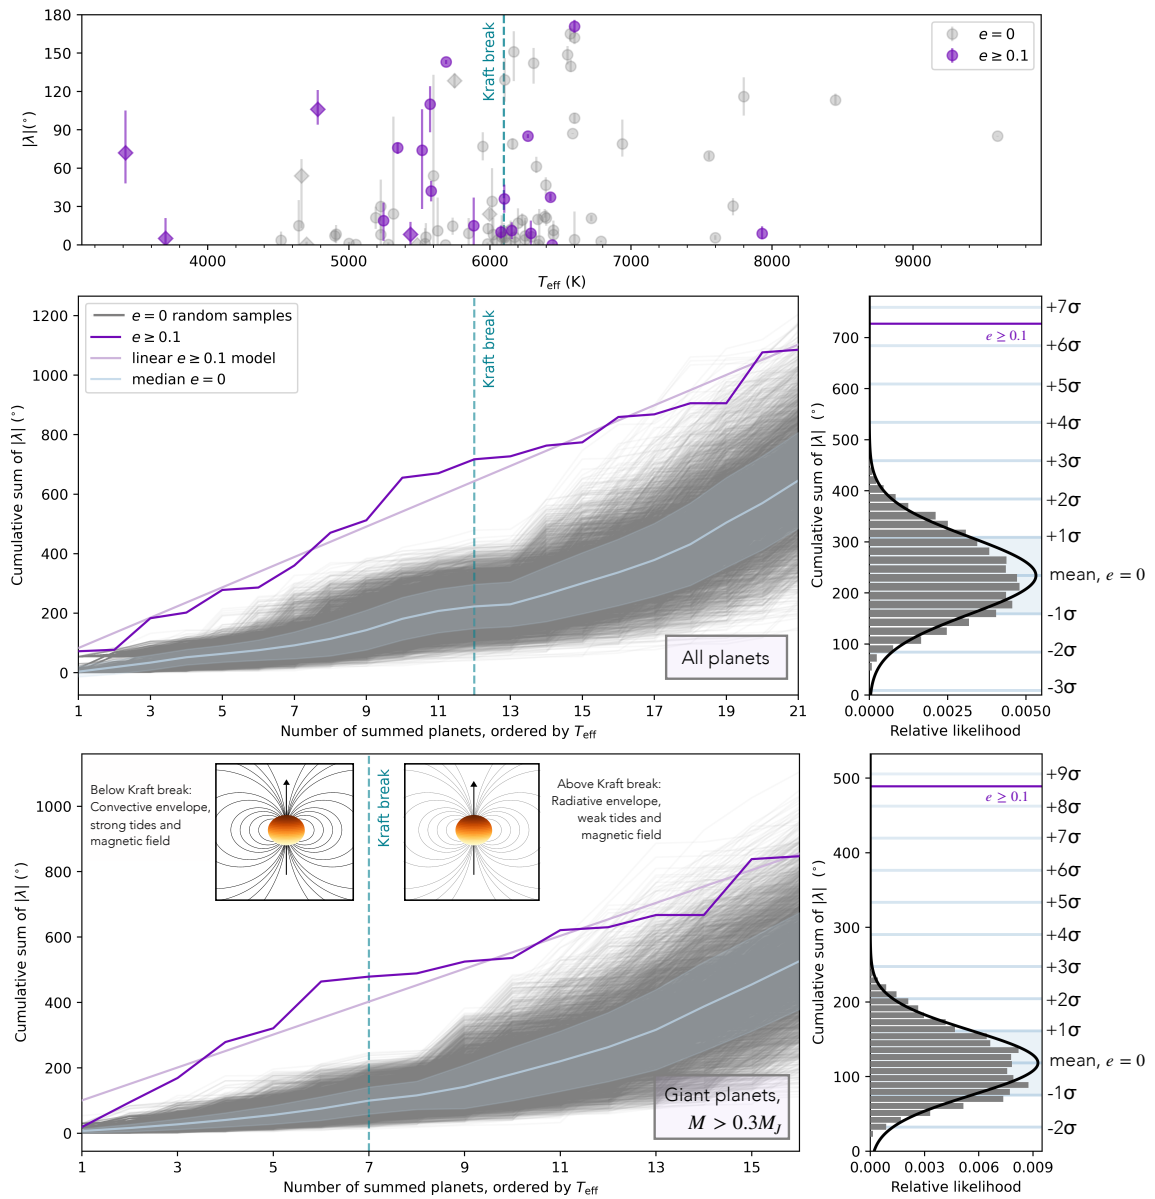 180
150
120
90
60
30
0
|λ|(°)
Kraft break
e = 0
e ≥ 0.1
4000 5000 6000 7000 8000 9000
Teff (K)
1200
1000
800
600
400
200
0
Cumulative sum of |λ| (°)
e = 0 random samples
e ≥ 0.1
linear e ≥ 0.1 model
median e = 0
Kraft break
All planets
1 3 5 7 9 11 13 15 17 19 21
Number of summed planets, ordered by Teff
700
600
500
400
300
200
100
0
Cumulative sum of |λ| (°)
+7σ
e ≥ 0.1
+6σ
+5σ
+4σ
+3σ
+2σ
+1σ
mean, e = 0
-1σ
-2σ
-3σ
0.0000 0.0025 0.0050
Relative likelihood
1000
800
600
400
200
0
Cumulative sum of |λ| (°)
Below Kraft break:
Convective envelope,
strong tides and
magnetic field
Kraft break
Above Kraft break:
Radiative envelope,
weak tides and
magnetic field
Giant planets,
M > 0.3MJ
1 3 5 7 9 11 13 15
Number of summed planets, ordered by Teff
500
400
300
200
100
0
Cumulative sum of |λ| (°)
+9σ
e ≥ 0.1
+8σ
+7σ
+6σ
+5σ
+4σ
+3σ
+2σ
+1σ
mean, e = 0
-1σ
-2σ
0.000 0.003 0.006 0.009
Relative likelihood